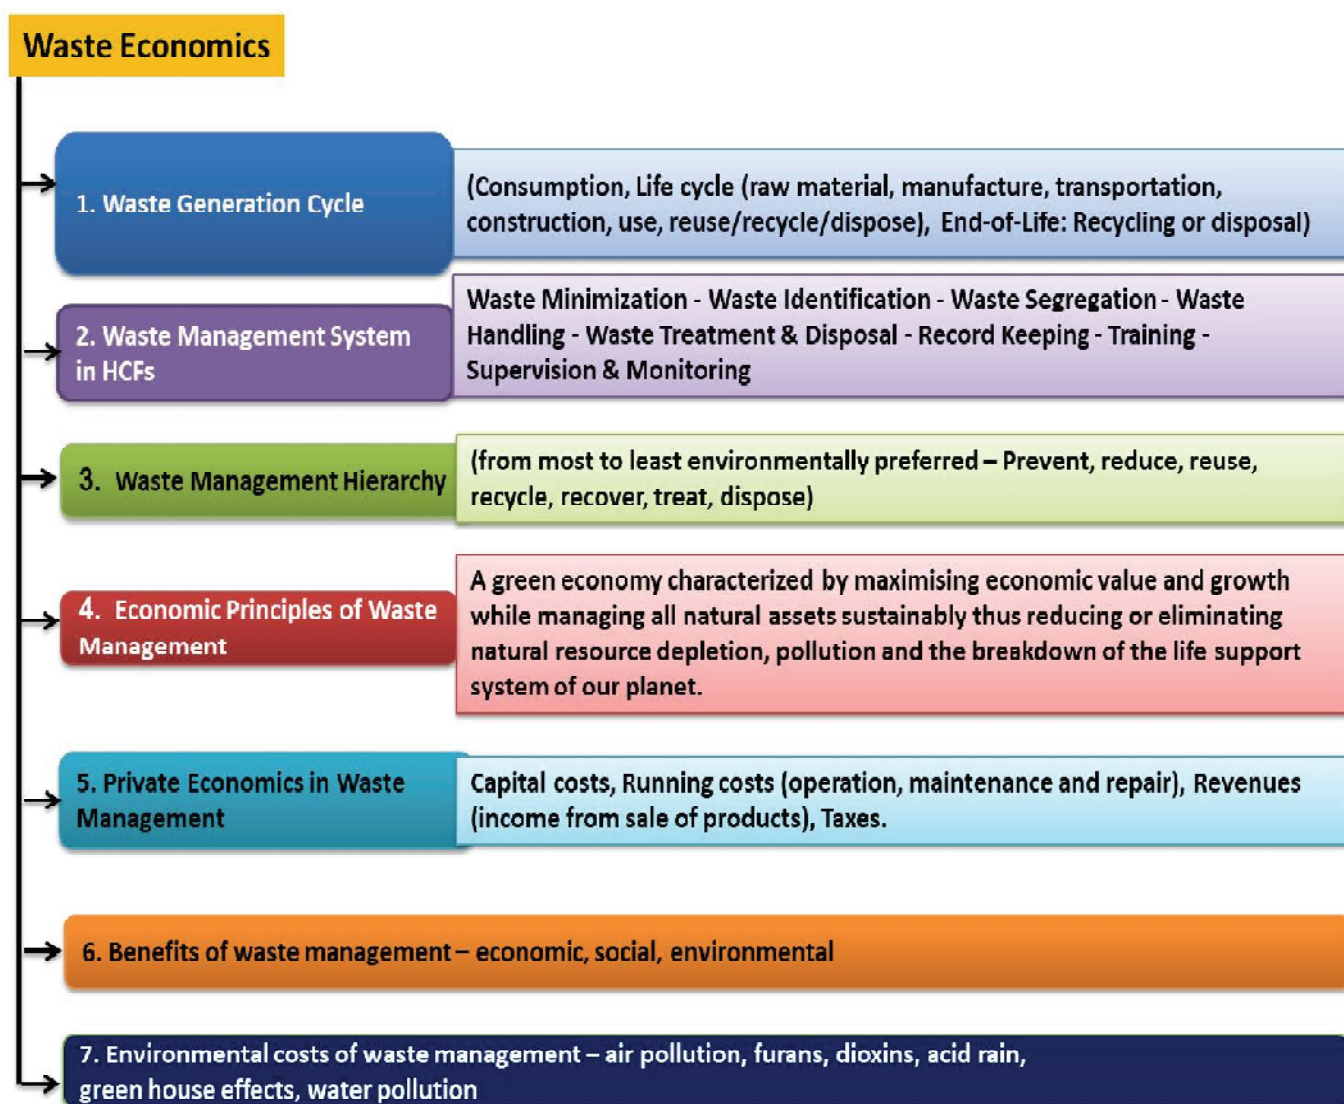 Waste Economics
1. Waste Generation Cycle
(Consumption, Life cycle (raw material, manufacture, transportation,
construction, use, reuse/recycle/dispose), End-of-Life: Recycling or disposal)
2. Waste Management System
in HCFs
Waste Minimization - Waste Identification - Waste Segregation - Waste
Handling - Waste Treatment & Disposal - Record Keeping - Training -
Supervision & Monitoring
3. Waste Management Hierarchy
(from most to least environmentally preferred – Prevent, reduce, reuse,
recycle, recover, treat, dispose)
4. Economic Principles of Waste
Management
A green economy characterized by maximising economic value and growth
while managing all natural assets sustainably thus reducing or eliminating
natural resource depletion, pollution and the breakdown of the life support
system of our planet.
5. Private Economics in Waste
Management
Capital costs, Running costs (operation, maintenance and repair), Revenues
(income from sale of products), Taxes.
6. Benefits of waste management – economic, social, environmental
7. Environmental costs of waste management – air pollution, furans, dioxins, acid rain,
green house effects, water pollution